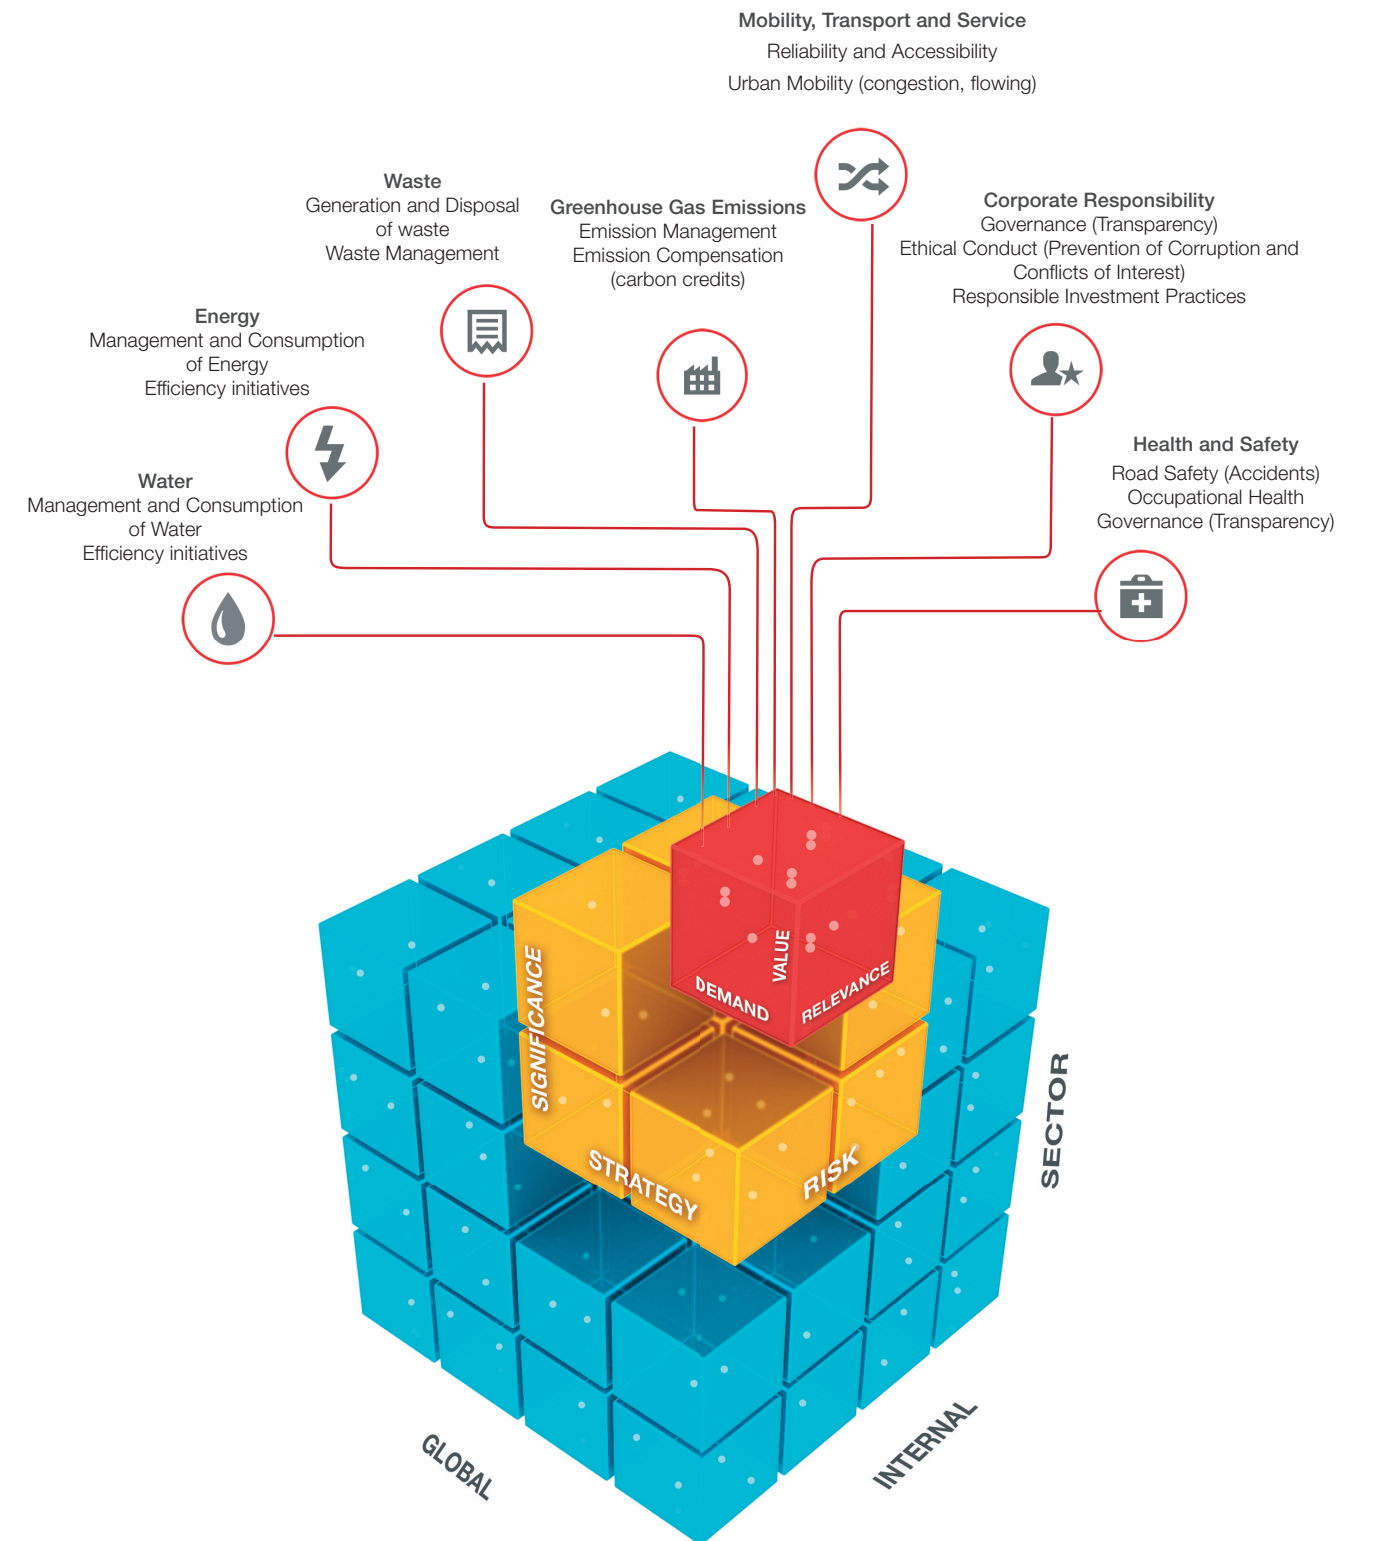 Mobility, Transport and Service
Reliability and Accessibility
Urban Mobility (congestion, flowing)
Waste
Generation and Disposal
of waste
Waste Management
Greenhouse Gas Emissions
Emission Management
Emission Compensation
(carbon credits)
Corporate Responsibility
Governance (Transparency)
Ethical Conduct (Prevention of Corruption and
Conflicts of Interest)
Responsible Investment Practices
Energy
Management and Consumption
of Energy
Efficiency initiatives
Health and Safety
Road Safety (Accidents)
Occupational Health
Governance (Transparency)
Water
Management and Consumption
of Water
Efficiency initiatives
DEMAND
VALUE
RELEVANCE
SIGNIFICANCE
STRATEGY
RISK
SECTOR
GLOBAL
INTERNAL